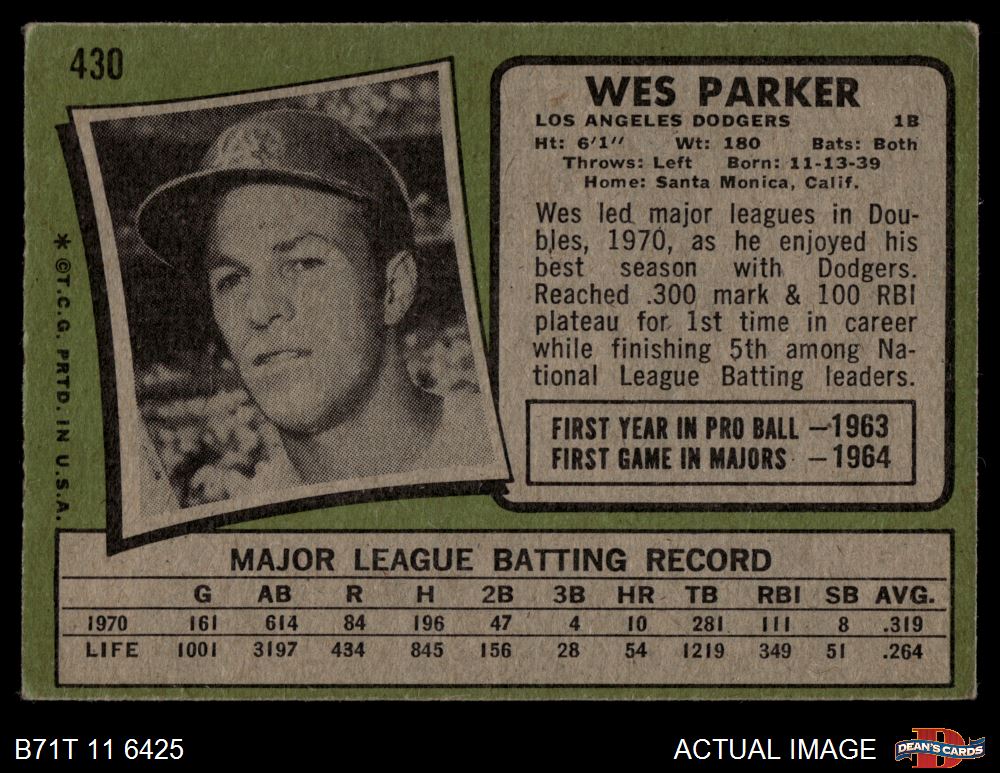 430
WES PARKER
LOS ANGELES DODGERS 1B
Ht: 6'1" Wt: 180 Bats: Both
Throws: Left Born: 11-13-39
Home: Santa Monica, Calif.
Wes led major leagues in Dou-
bles, 1970, as he enjoyed his
best season with Dodgers.
Reached .300 mark & 100 RBI
plateau for 1st time in career
while finishing 5th among Na-
tional League Batting leaders.
FIRST YEAR IN PRO BALL —1963
FIRST GAME IN MAJORS —1964
* ©T.C.G. PRTD. IN U.S.A.
MAJOR LEAGUE BATTING RECORD
G AB R H 2B 3B HR TB RBI SB AVG.
1970 161 614 84 196 47 4 10 281 111 8 .319
LIFE 1001 3197 434 845 156 28 54 1219 349 51 .264
B71T 11 6425
ACTUAL IMAGE
D
DEAN'S CARDS